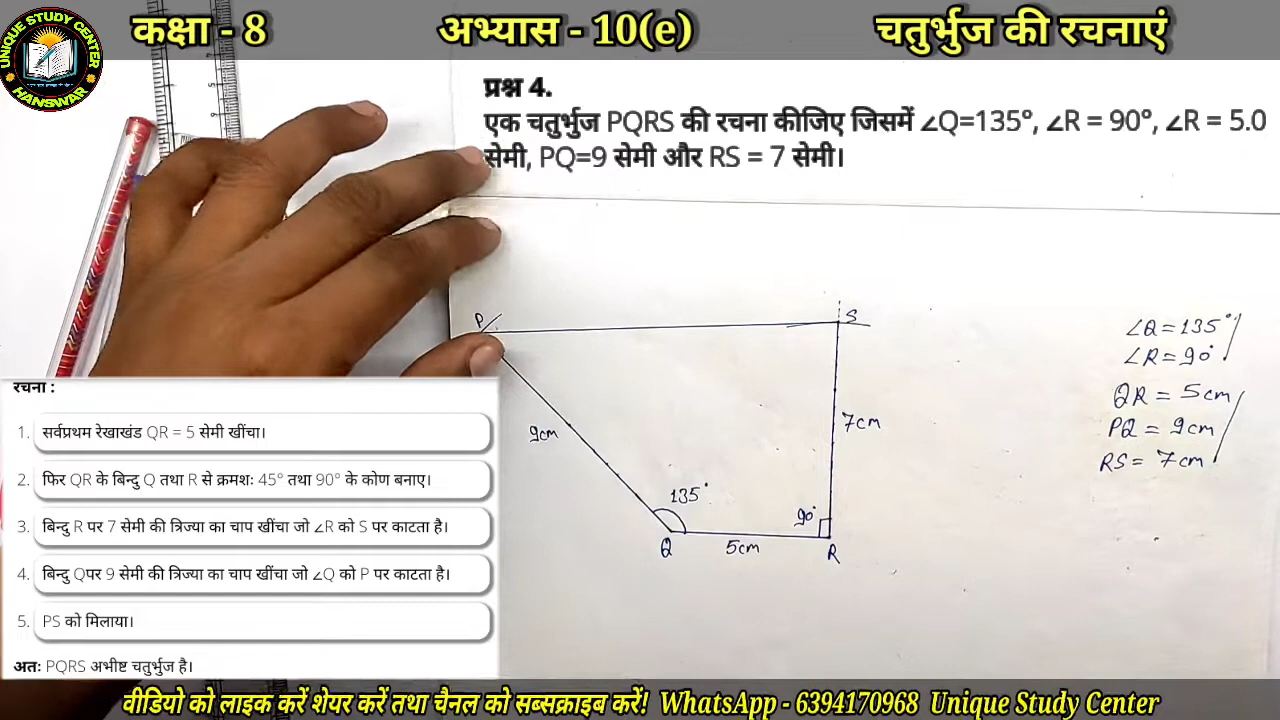 UNIQUE STUDY CENTER
HANSWAR
कक्षा - 8 अभ्यास - 10(e) चतुर्भुज की रचनाएं
प्रश्न 4.
एक चतुर्भुज PQRS की रचना कीजिए जिसमें ∠Q=135°, ∠R = 90°, ∠R = 5.0
सेमी, PQ=9 सेमी और RS = 7 सेमी।
P
S
9cm
7cm
135°
90°
Q
5cm
R
∠Q = 135°
∠R = 90°
QR = 5cm
PQ = 9cm
RS = 7cm
रचना :
1. सर्वप्रथम रेखाखंड QR = 5 सेमी खींचा।
2. फिर QR के बिन्दु Q तथा R से क्रमशः 45° तथा 90° के कोण बनाए।
3. बिन्दु R पर 7 सेमी की त्रिज्या का चाप खींचा जो ∠R को S पर काटता है।
4. बिन्दु Qपर 9 सेमी की त्रिज्या का चाप खींचा जो ∠Q को P पर काटता है।
5. PS को मिलाया।
अतः PQRS अभीष्ट चतुर्भुज है।
वीडियो को लाइक करें शेयर करें तथा चैनल को सब्सक्राइब करें! WhatsApp - 6394170968 Unique Study Center